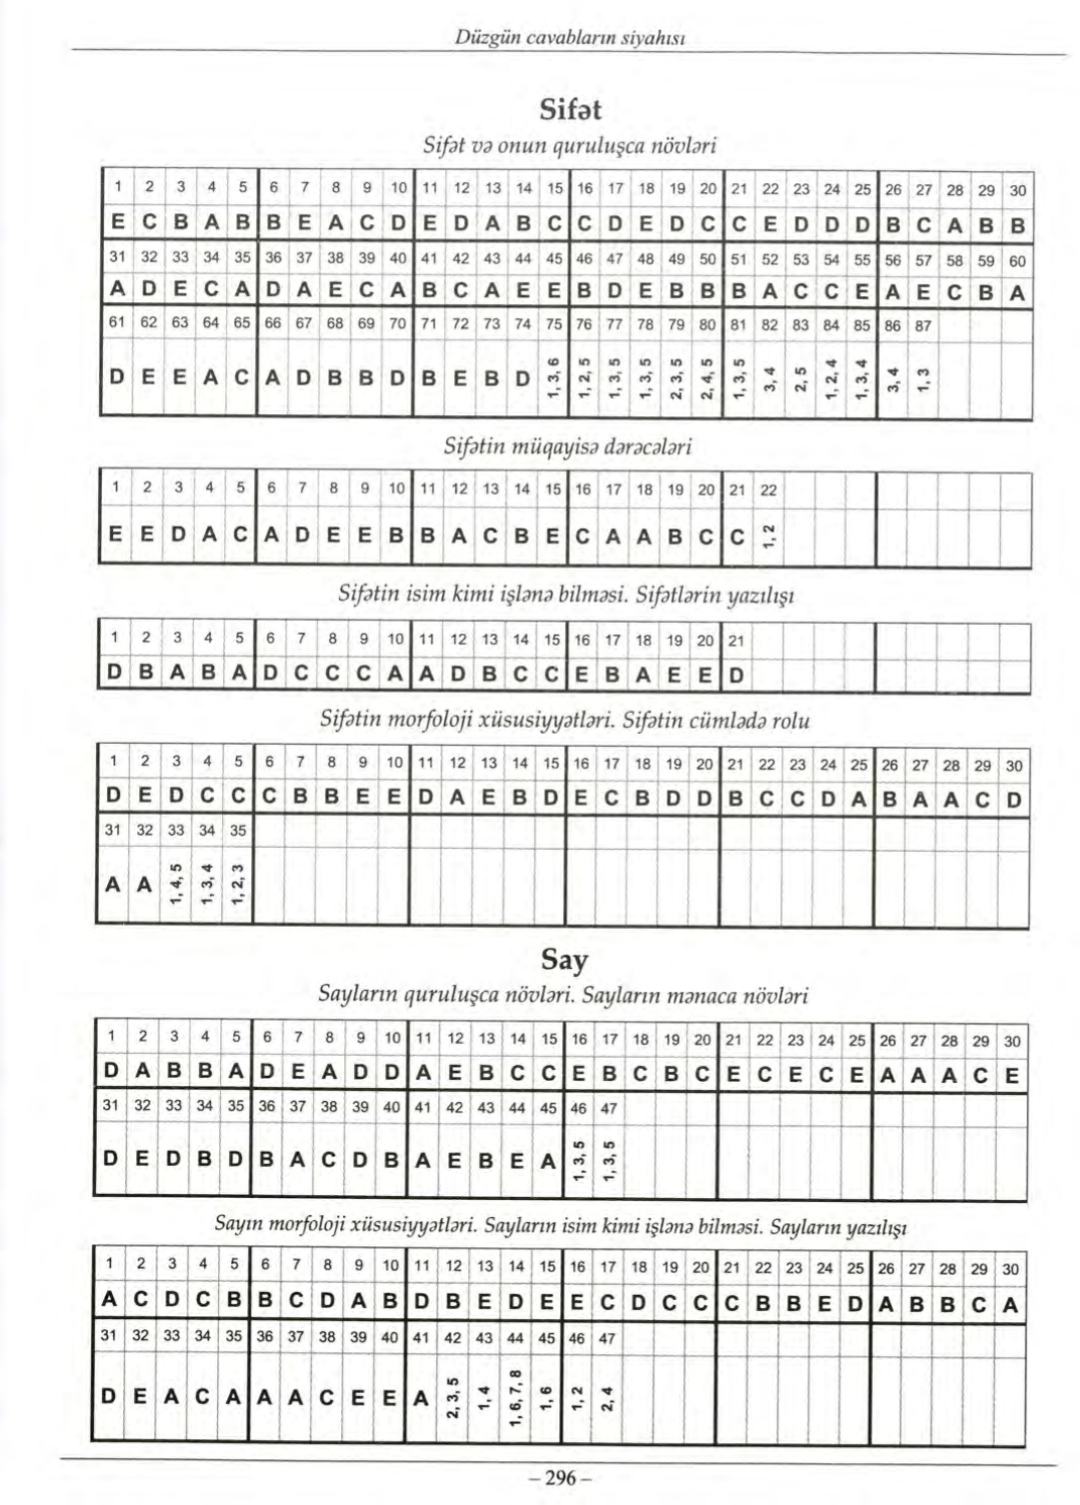 Düzgün cavabların siyahısı
Sifət
Sifət və onun quruluşca növləri
1 2 3 4 5 6 7 8 9 10 11 12 13 14 15 16 17 18 19 20 21 22 23 24 25 26 27 28 29 30
E C B A B B E A C D E D A B C C D E D C C E D D D B C A B B
31 32 33 34 35 36 37 38 39 40 41 42 43 44 45 46 47 48 49 50 51 52 53 54 55 56 57 58 59 60
A D E C A D A E C A B C A E E B D E B B B A C C E A E C B A
61 62 63 64 65 66 67 68 69 70 71 72 73 74 75 76 77 78 79 80 81 82 83 84 85 86 87
D E E A C A D B B D B E B D 1, 3, 6 1, 2, 5 1, 3, 5 1, 3, 5 2, 3, 5 2, 4, 5 1, 3, 5 3, 4 2, 5 1, 2, 4 1, 3, 4 3, 4 1, 3
Sifətin müqayisə dərəcələri
1 2 3 4 5 6 7 8 9 10 11 12 13 14 15 16 17 18 19 20 21 22
E E D A C A D E E B B A C B E C A A B C C 1, 2
Sifətin isim kimi işlənə bilməsi. Sifətlərin yazılışı
1 2 3 4 5 6 7 8 9 10 11 12 13 14 15 16 17 18 19 20 21
D B A B A D C C C A A D B C C E B A E E D
Sifətin morfoloji xüsusiyyətləri. Sifətin cümlədə rolu
1 2 3 4 5 6 7 8 9 10 11 12 13 14 15 16 17 18 19 20 21 22 23 24 25 26 27 28 29 30
D E D C C C B B E E D A E B D E C B D D B C C D A B A A C D
31 32 33 34 35
A A 1, 4, 5 1, 3, 4 1, 2, 3
Say
Sayların quruluşca növləri. Sayların mənaca növləri
1 2 3 4 5 6 7 8 9 10 11 12 13 14 15 16 17 18 19 20 21 22 23 24 25 26 27 28 29 30
D A B B A D E A D D A E B C C E B C B C E C E C E A A A C E
31 32 33 34 35 36 37 38 39 40 41 42 43 44 45 46 47
D E D B D B A C D B A E B E A 1, 3, 5 1, 3, 5
Sayın morfoloji xüsusiyyətləri. Sayların isim kimi işlənə bilməsi. Sayların yazılışı
1 2 3 4 5 6 7 8 9 10 11 12 13 14 15 16 17 18 19 20 21 22 23 24 25 26 27 28 29 30
A C D C B B C D A B D B E D E E C D C C C B B E D A B B C A
31 32 33 34 35 36 37 38 39 40 41 42 43 44 45 46 47
D E A C A A A C E E A 2, 3, 5 1, 4 1, 6, 7, 8 1, 6 1, 2 2, 4
– 296 –